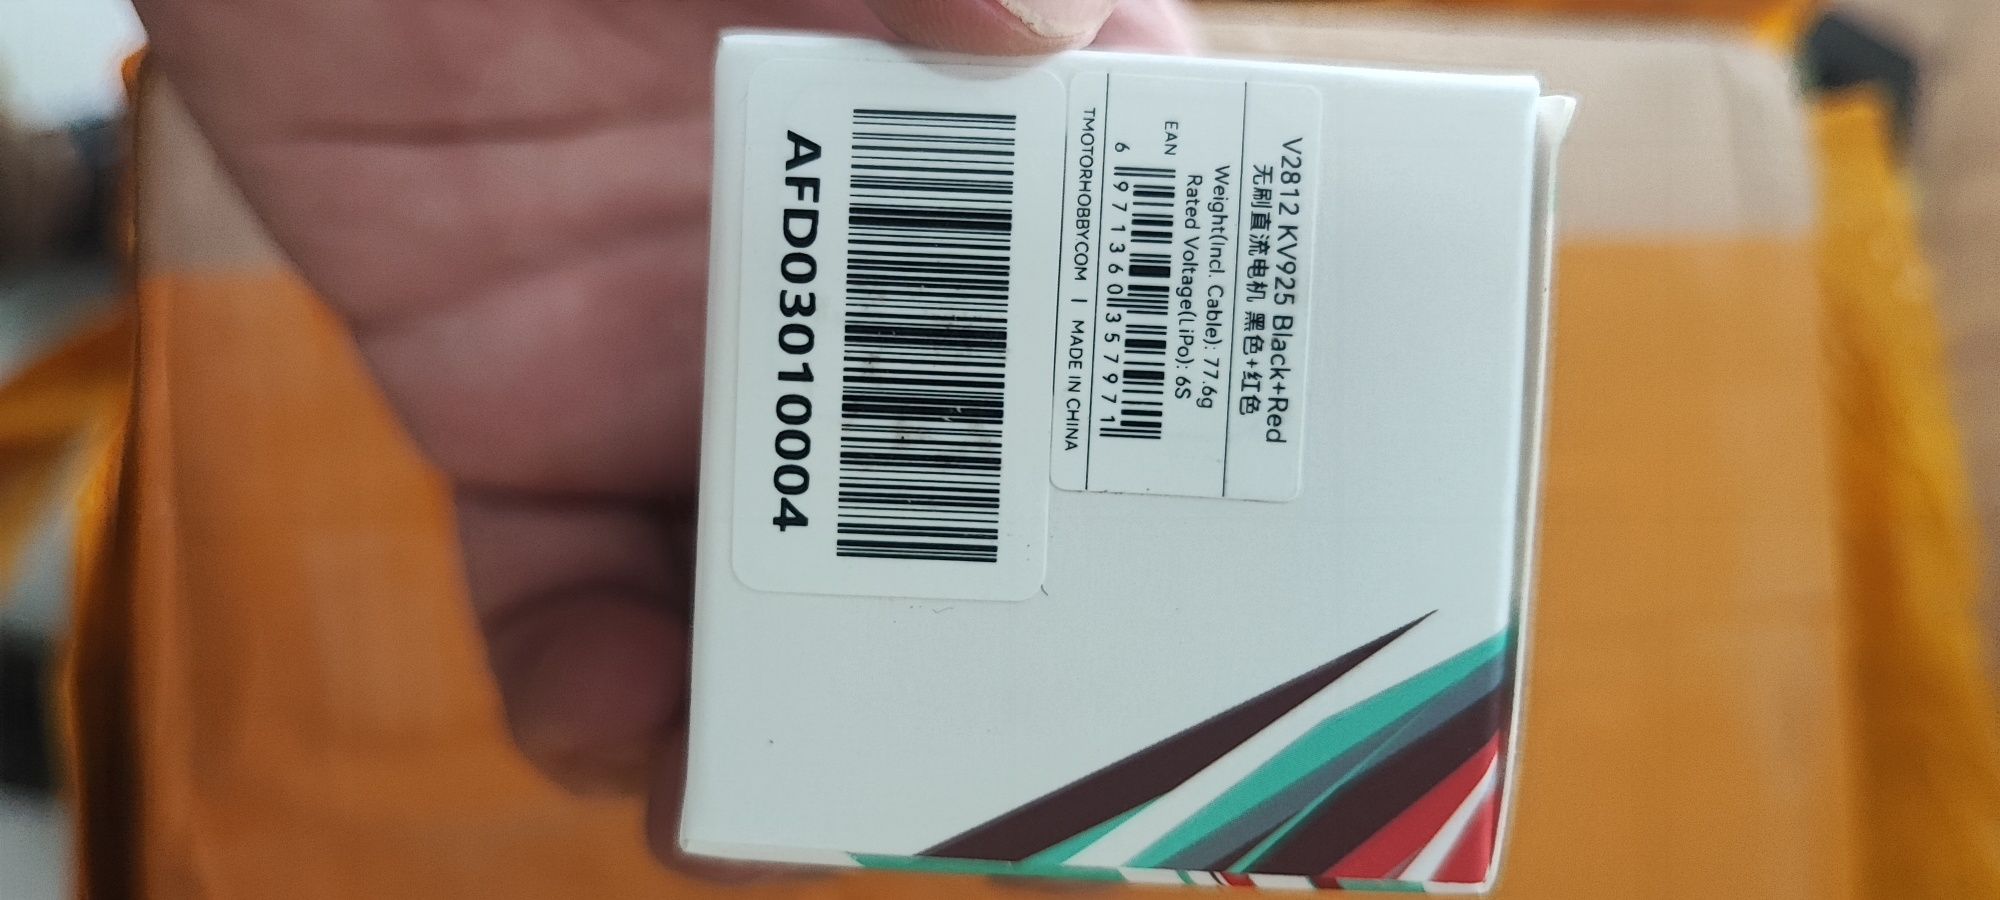 V2812 KV925 Black+Red
无刷直流电机 黑色+红色
Weight(Incl. Cable): 77.6g
Rated Voltage(LiPo): 6S
EAN
6 971360 357971
TMOTORHOBBY.COM | MADE IN CHINA
AFD03010004